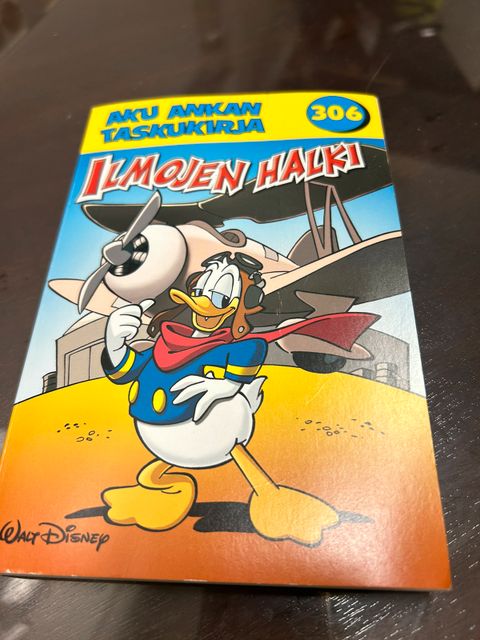 AKU ANKAN
TASKUKIRJA
306
ILMOJEN HALKI
WALT DISNEY